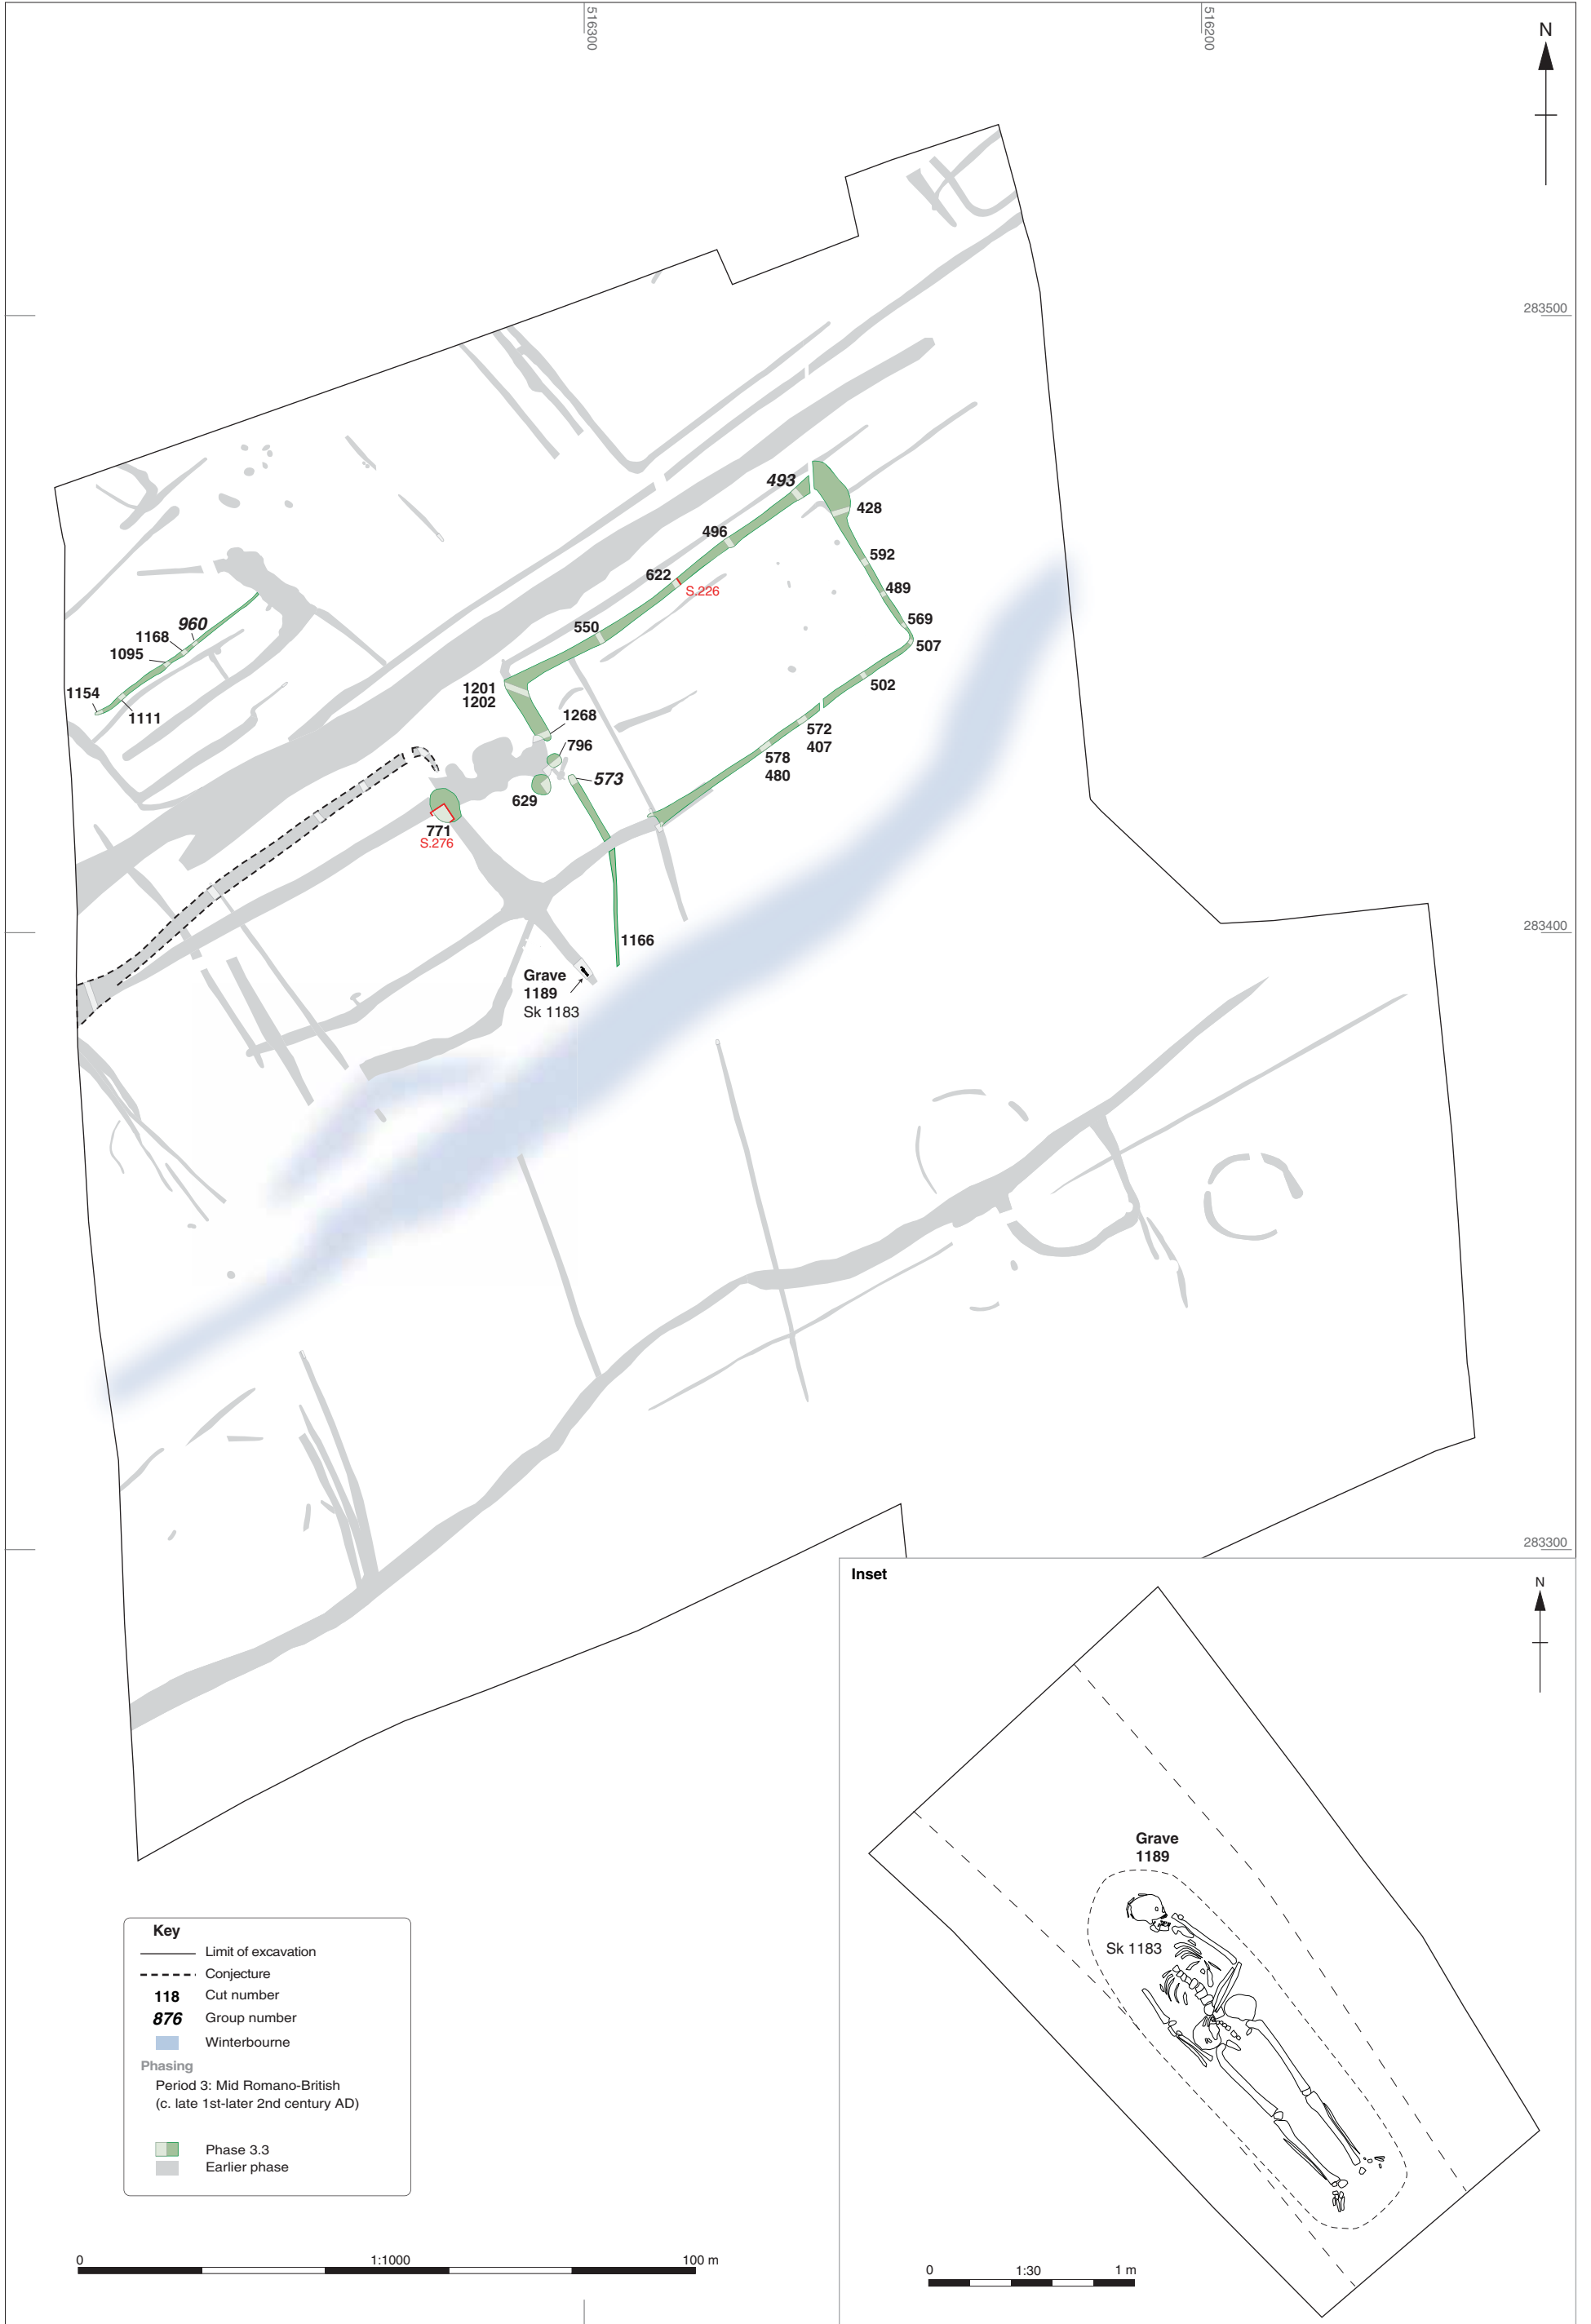 516300
516200
N
283500
493
428
496
592
622
S.226
489
569
550
507
960
1168
1095
502
1154
1201
1202
1111
1268
572
407
796
578
480
573
629
771
S.276
283400
1166
Grave
1189
Sk 1183
283300
Inset
N
Grave
1189
Sk 1183
Key
Limit of excavation
Conjecture
118 Cut number
876 Group number
Winterbourne
Phasing
Period 3: Mid Romano-British
(c. late 1st-later 2nd century AD)
Phase 3.3
Earlier phase
0 1:1000 100 m
0 1:30 1 m